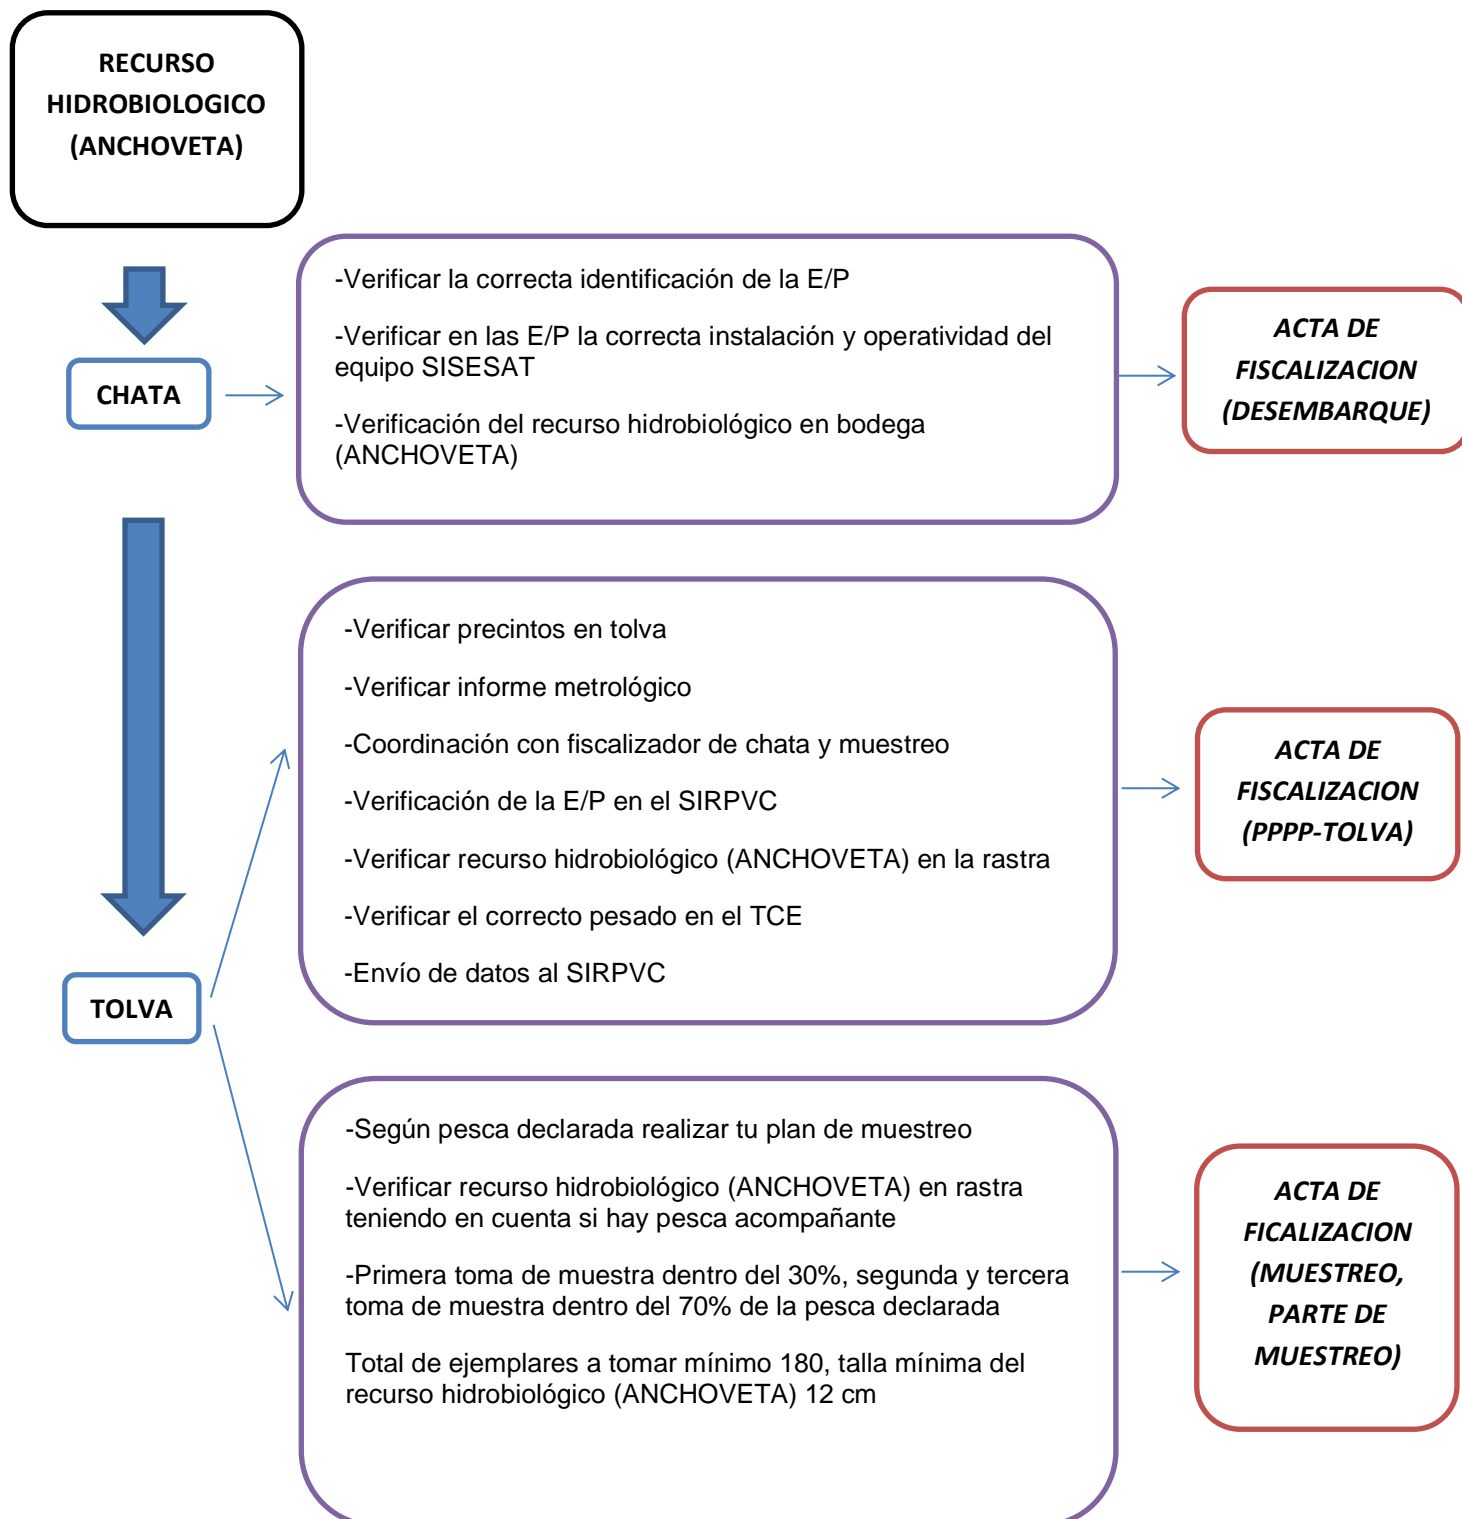 RECURSO
HIDROBIOLOGICO
(ANCHOVETA)
CHATA
-Verificar la correcta identificación de la E/P
-Verificar en las E/P la correcta instalación y operatividad del
equipo SISESAT
-Verificación del recurso hidrobiológico en bodega
(ANCHOVETA)
ACTA DE
FISCALIZACION
(DESEMBARQUE)
TOLVA
-Verificar precintos en tolva
-Verificar informe metrológico
-Coordinación con fiscalizador de chata y muestreo
-Verificación de la E/P en el SIRPVC
-Verificar recurso hidrobiológico (ANCHOVETA) en la rastra
-Verificar el correcto pesado en el TCE
-Envío de datos al SIRPVC
ACTA DE
FISCALIZACION
(PPPP-TOLVA)
-Según pesca declarada realizar tu plan de muestreo
-Verificar recurso hidrobiológico (ANCHOVETA) en rastra
teniendo en cuenta si hay pesca acompañante
-Primera toma de muestra dentro del 30%, segunda y tercera
toma de muestra dentro del 70% de la pesca declarada
Total de ejemplares a tomar mínimo 180, talla mínima del
recurso hidrobiológico (ANCHOVETA) 12 cm
ACTA DE
FICALIZACION
(MUESTREO,
PARTE DE
MUESTREO)